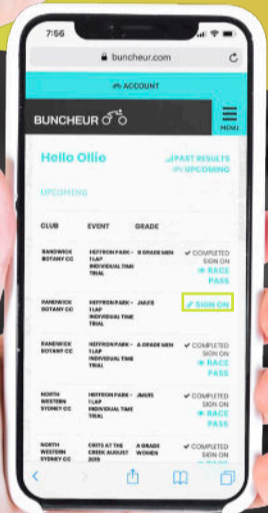 7:56
buncheur.com
ACCOUNT
BUNCHEUR
MENU
Hello Ollie
PAST RESULTS
UPCOMING
UPCOMING
CLUB EVENT GRADE
RANDWICK BOTANY CC
HEFFRON PARK - 1 LAP INDIVIDUAL TIME TRIAL
B GRADE MEN
✓ COMPLETED SIGN ON
RACE PASS
RANDWICK BOTANY CC
HEFFRON PARK - 1 LAP INDIVIDUAL TIME TRIAL
SIGN ON
RANDWICK BOTANY CC
HEFFRON PARK - 1 LAP INDIVIDUAL TIME TRIAL
A GRADE MEN
✓ COMPLETED SIGN ON
RACE PASS
NORTH WESTERN SYDNEY CC
HEFFRON PARK - 1 LAP INDIVIDUAL TIME TRIAL
✓ COMPLETED SIGN ON
RACE PASS
NORTH WESTERN SYDNEY CC
CRITS AT THE CREEK AUGUST 2019
A GRADE WOMEN
✓ COMPLETED SIGN ON